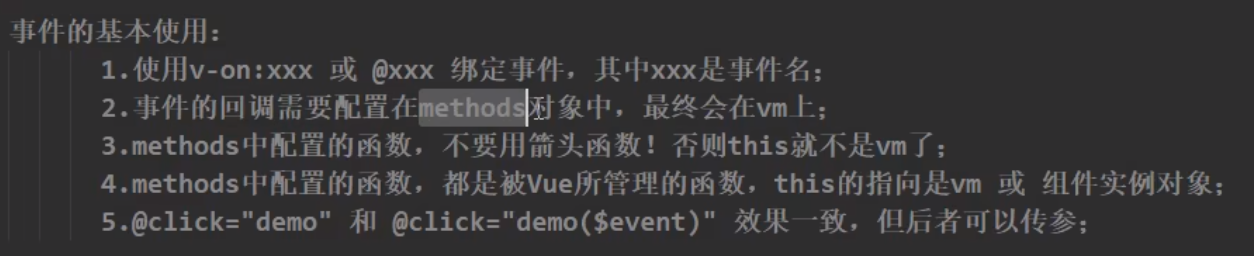 事件的基本使用：
1.使用v-on:xxx 或 @xxx 绑定事件，其中xxx是事件名；
2.事件的回调需要配置在methods对象中，最终会在vm上；
3.methods中配置的函数，不要用箭头函数！否则this就不是vm了；
4.methods中配置的函数，都是被Vue所管理的函数，this的指向是vm 或 组件实例对象；
5.@click="demo" 和 @click="demo($event)" 效果一致，但后者可以传参；